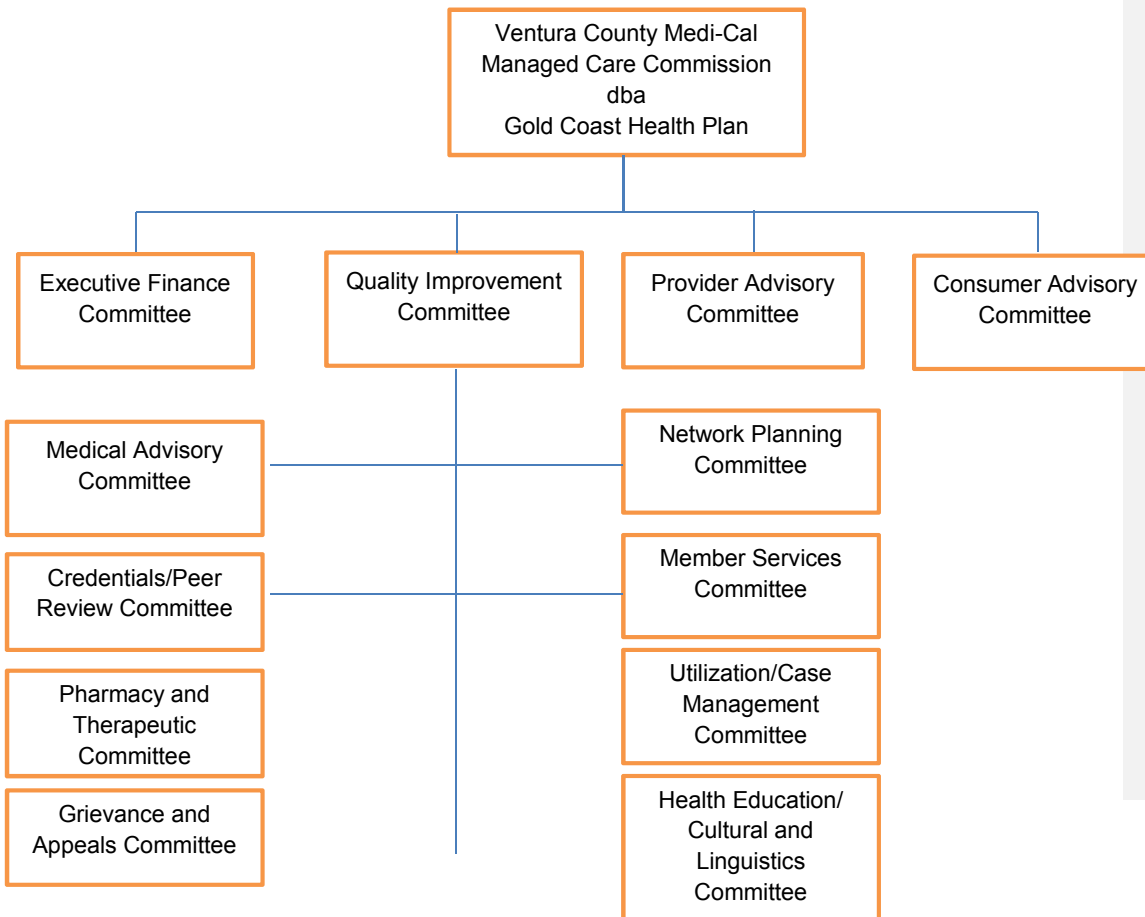 Ventura County Medi-Cal
Managed Care Commission
dba
Gold Coast Health Plan
Executive Finance
Committee
Quality Improvement
Committee
Provider Advisory
Committee
Consumer Advisory
Committee
Medical Advisory
Committee
Network Planning
Committee
Credentials/Peer
Review Committee
Member Services
Committee
Pharmacy and
Therapeutic
Committee
Utilization/Case
Management
Committee
Grievance and
Appeals Committee
Health Education/
Cultural and
Linguistics
Committee